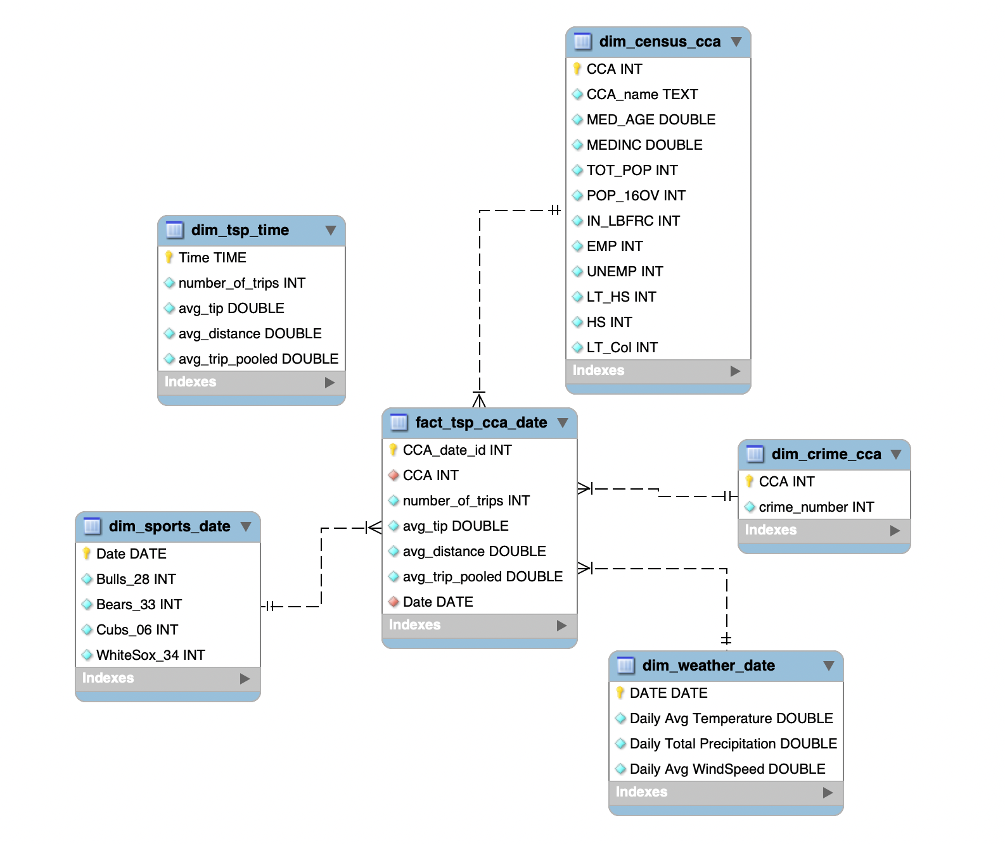 dim_census_cca
CCA INT
CCA_name TEXT
MED_AGE DOUBLE
MEDINC DOUBLE
TOT_POP INT
POP_16OV INT
IN_LBFRC INT
EMP INT
UNEMP INT
LT_HS INT
HS INT
LT_Col INT
Indexes
dim_tsp_time
Time TIME
number_of_trips INT
avg_tip DOUBLE
avg_distance DOUBLE
avg_trip_pooled DOUBLE
Indexes
fact_tsp_cca_date
CCA_date_id INT
CCA INT
number_of_trips INT
avg_tip DOUBLE
avg_distance DOUBLE
avg_trip_pooled DOUBLE
Date DATE
Indexes
dim_crime_cca
CCA INT
crime_number INT
Indexes
dim_sports_date
Date DATE
Bulls_28 INT
Bears_33 INT
Cubs_06 INT
WhiteSox_34 INT
Indexes
dim_weather_date
DATE DATE
Daily Avg Temperature DOUBLE
Daily Total Precipitation DOUBLE
Daily Avg WindSpeed DOUBLE
Indexes